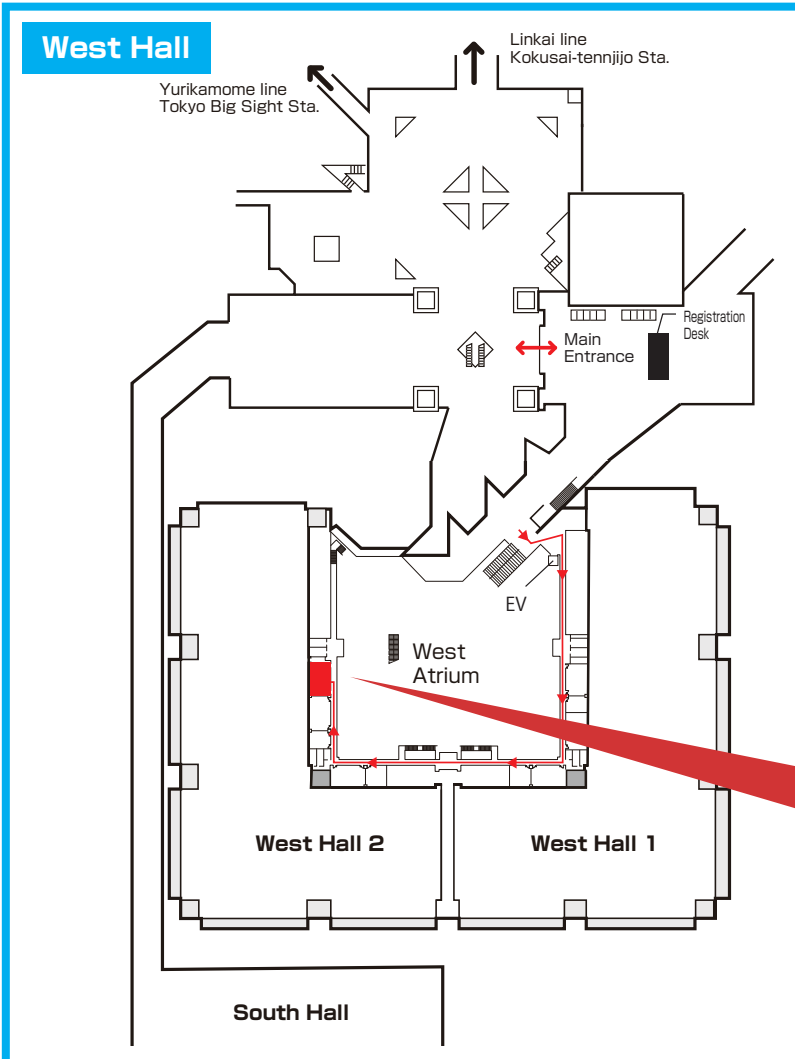 West Hall
Linkai line
Kokusai-tennjijo Sta.
Yurikamome line
Tokyo Big Sight Sta.
Registration
Desk
Main
Entrance
EV
West
Atrium
West Hall 2
West Hall 1
South Hall